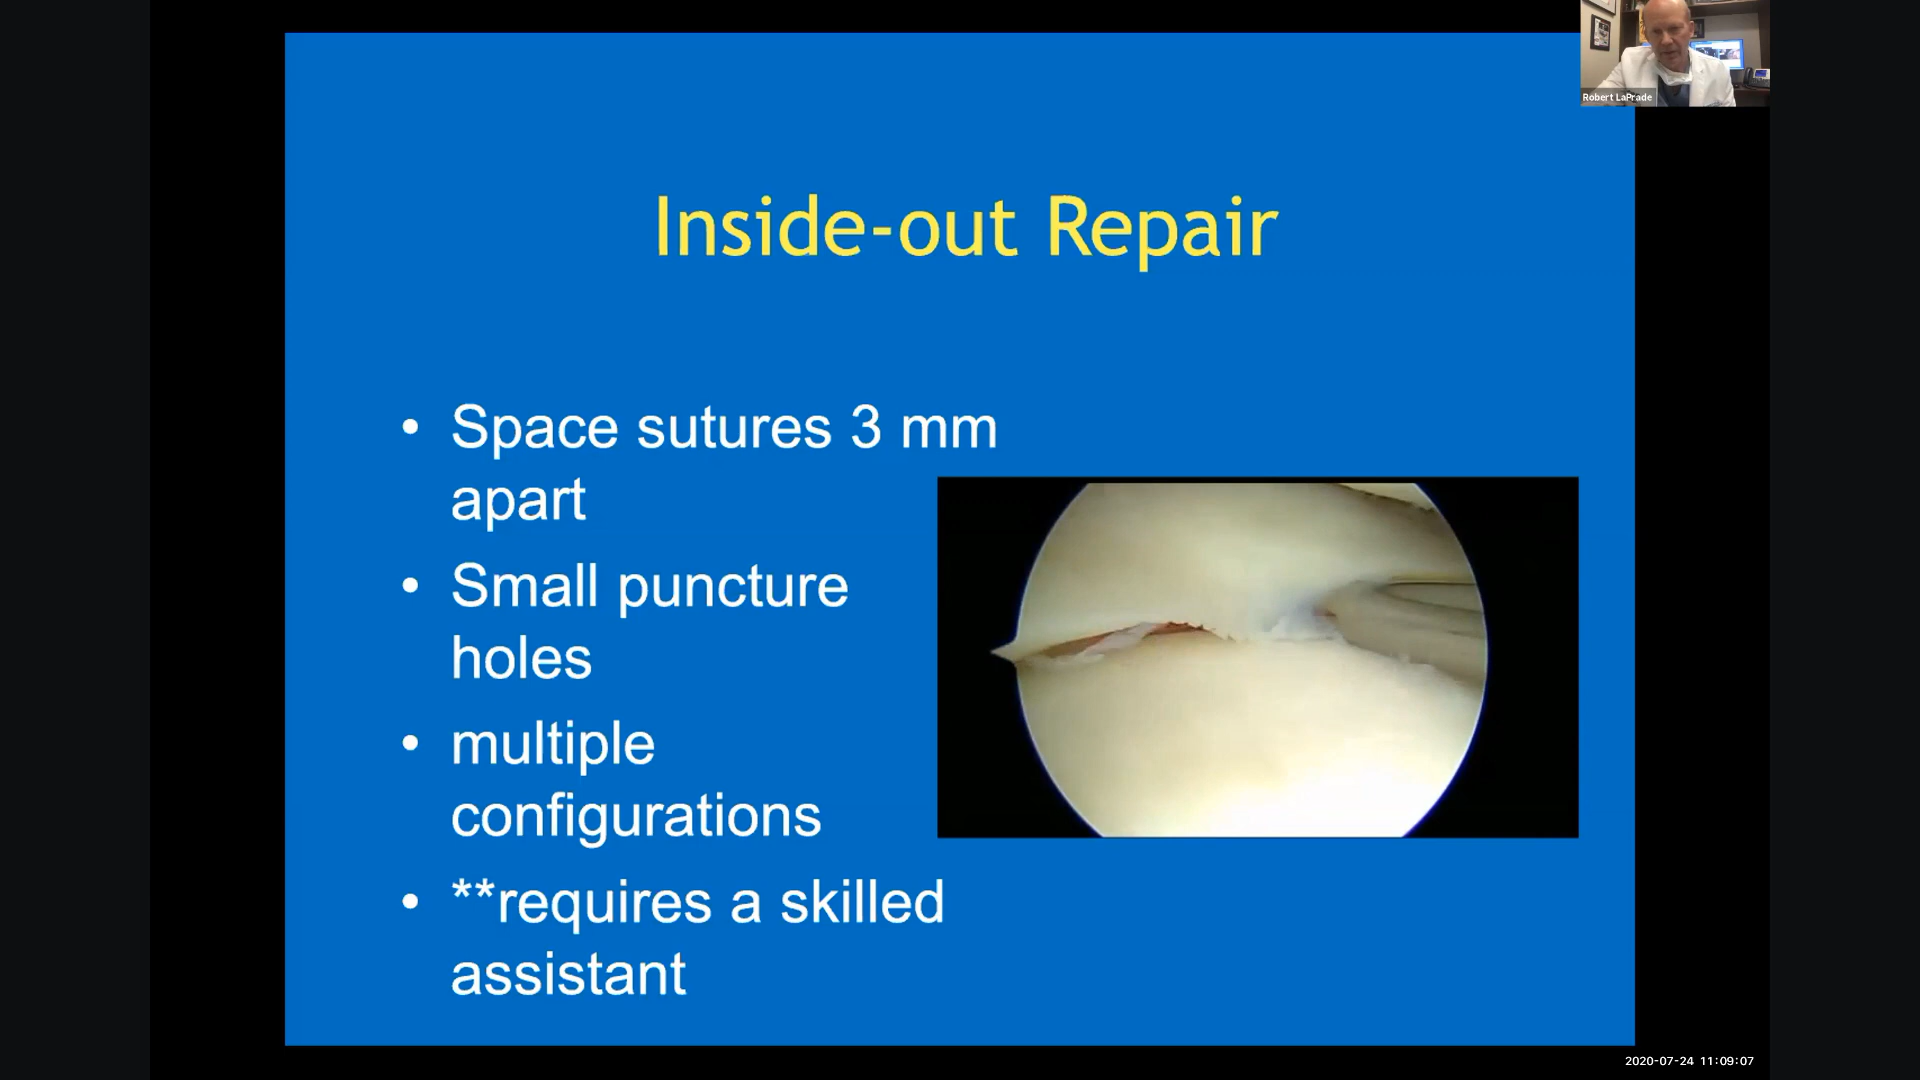 Robert LaPrade
Inside-out Repair
• Space sutures 3 mm
apart
• Small puncture
holes
• multiple
configurations
• **requires a skilled
assistant
2020-07-24 11:09:07